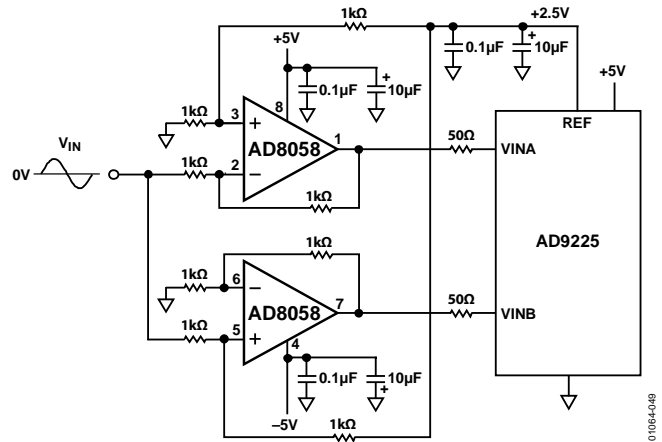 1kΩ
+2.5V
+5V
0.1µF
10µF
+
+5V
0.1µF
10µF
+
8
1kΩ
3
+
REF
V_IN
AD8058
1
50Ω
VINA
1kΩ
2
−
0V
1kΩ
AD9225
1kΩ
1kΩ
6
−
AD8058
7
50Ω
VINB
1kΩ
5
+
4
0.1µF
10µF
+
−5V
1kΩ
01064-049